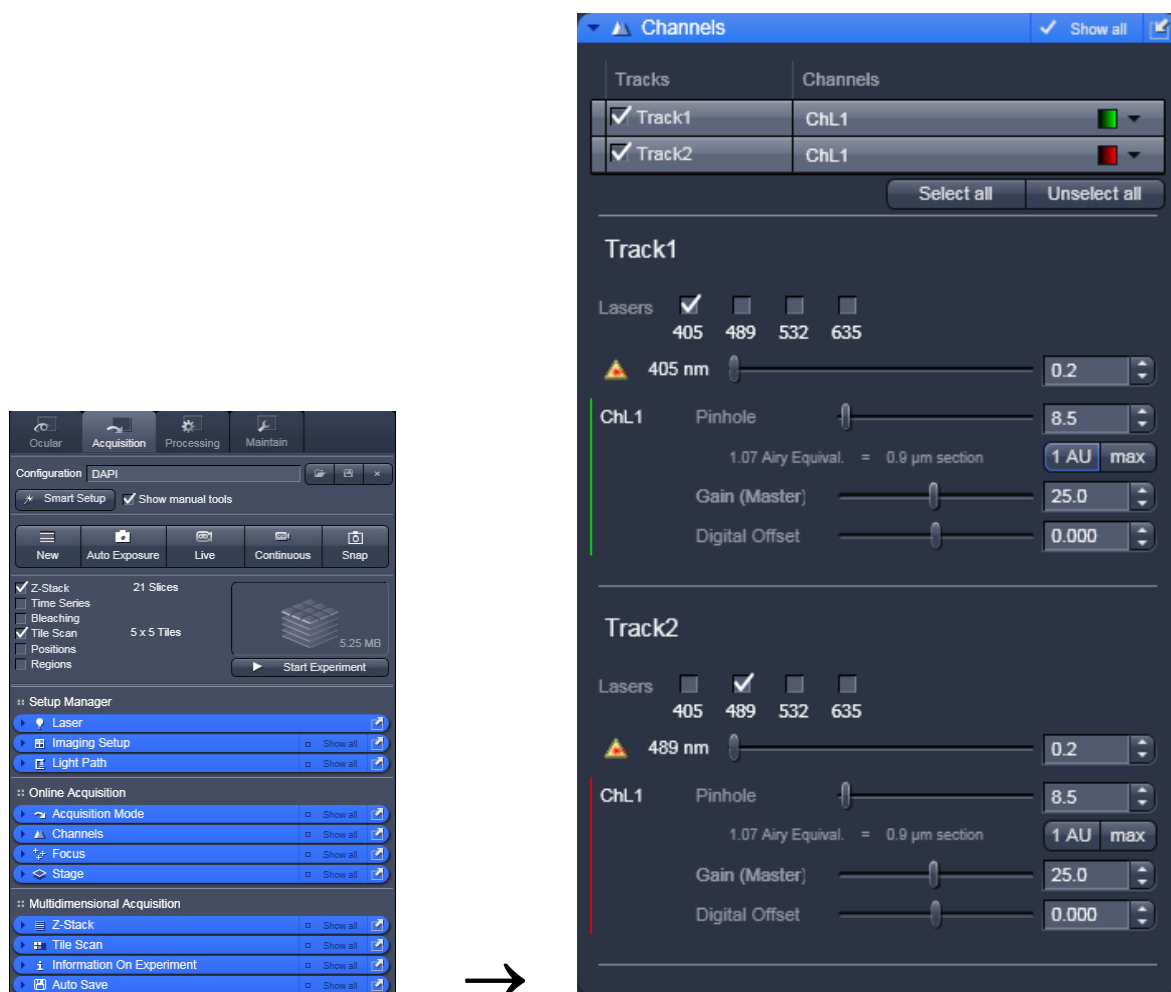 Ocular Acquisition Processing Maintain
Configuration DAPI
Smart Setup Show manual tools
New Auto Exposure Live Continuous Snap
Z-Stack 21 Slices
Time Series
Bleaching
Tile Scan 5 x 5 Tiles
Positions
Regions
5.25 MB
Start Experiment
Setup Manager
Laser
Imaging Setup Show all
Light Path Show all
Online Acquisition
Acquisition Mode Show all
Channels Show all
Focus Show all
Stage Show all
Multidimensional Acquisition
Z-Stack Show all
Tile Scan Show all
Information On Experiment Show all
Auto Save Show all
→
Channels Show all
Tracks Channels
Track1 ChL1
Track2 ChL1
Select all Unselect all
Track1
Lasers
405 489 532 635
405 nm 0.2
ChL1 Pinhole 8.5
1.07 Airy Equival. = 0.9 µm section 1 AU max
Gain (Master) 25.0
Digital Offset 0.000
Track2
Lasers
405 489 532 635
489 nm 0.2
ChL1 Pinhole 8.5
1.07 Airy Equival. = 0.9 µm section 1 AU max
Gain (Master) 25.0
Digital Offset 0.000